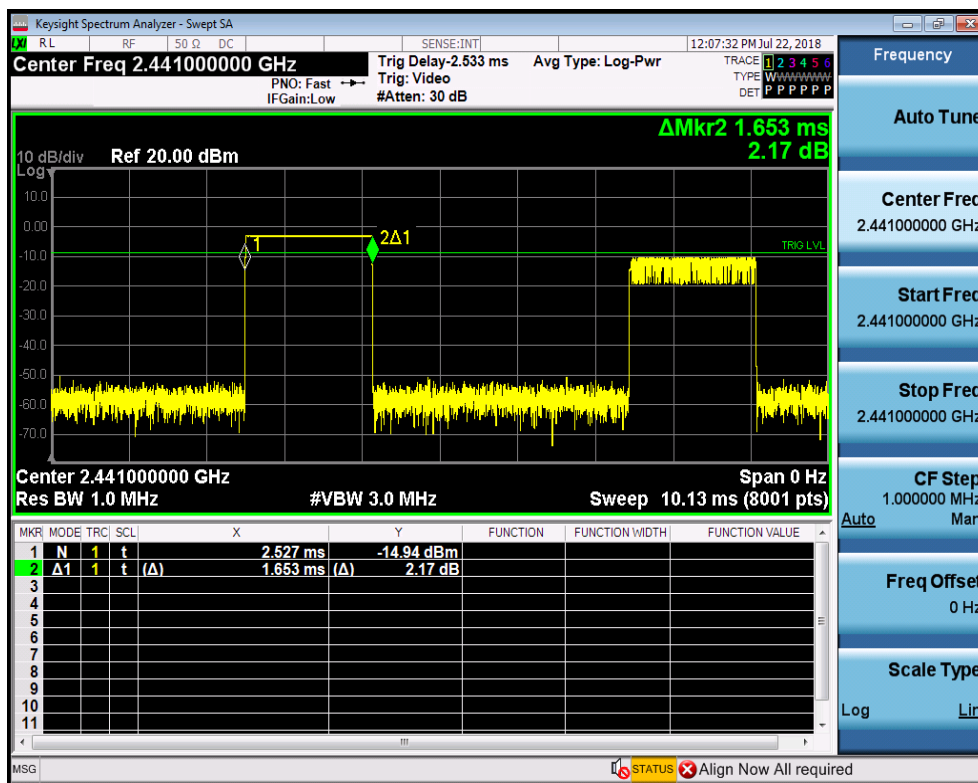 Keysight Spectrum Analyzer - Swept SA
LXI RL RF 50 Ω DC SENSE:INT 12:07:32 PM Jul 22, 2018
Center Freq 2.441000000 GHz
PNO: Fast
IFGain:Low
Trig Delay-2.533 ms
Trig: Video
#Atten: 30 dB
Avg Type: Log-Pwr
TRACE 1 2 3 4 5 6
TYPE WWWWWW
DET P P P P P P
ΔMkr2 1.653 ms
2.17 dB
10 dB/div Ref 20.00 dBm
Log
10.0
0.00
-10.0
-20.0
-30.0
-40.0
-50.0
-60.0
-70.0
1
2Δ1
TRIG LVL
Center 2.441000000 GHz Span 0 Hz
Res BW 1.0 MHz #VBW 3.0 MHz Sweep 10.13 ms (8001 pts)
MKR MODE TRC SCL X Y FUNCTION FUNCTION WIDTH FUNCTION VALUE
1 N 1 t 2.527 ms -14.94 dBm
2 Δ1 1 t (Δ) 1.653 ms (Δ) 2.17 dB
3
4
5
6
7
8
9
10
11
MSG STATUS Align Now All required
Frequency
Auto Tune
Center Freq
2.441000000 GHz
Start Freq
2.441000000 GHz
Stop Freq
2.441000000 GHz
CF Step
1.000000 MHz
Auto Man
Freq Offset
0 Hz
Scale Type
Log Lin